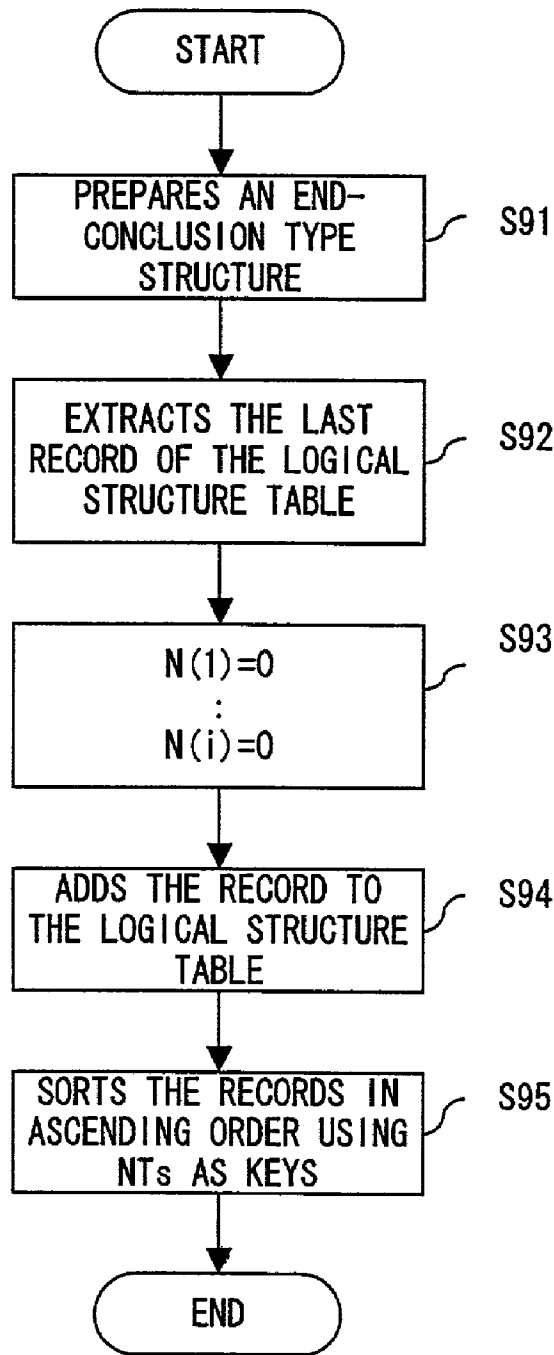 START
PREPARES AN END-
CONCLUSION TYPE
STRUCTURE
S91
EXTRACTS THE LAST
RECORD OF THE LOGICAL
STRUCTURE TABLE
S92
N(1)=0
:
N(i)=0
S93
ADDS THE RECORD TO
THE LOGICAL STRUCTURE
TABLE
S94
SORTS THE RECORDS IN
ASCENDING ORDER USING
NTs AS KEYS
S95
END